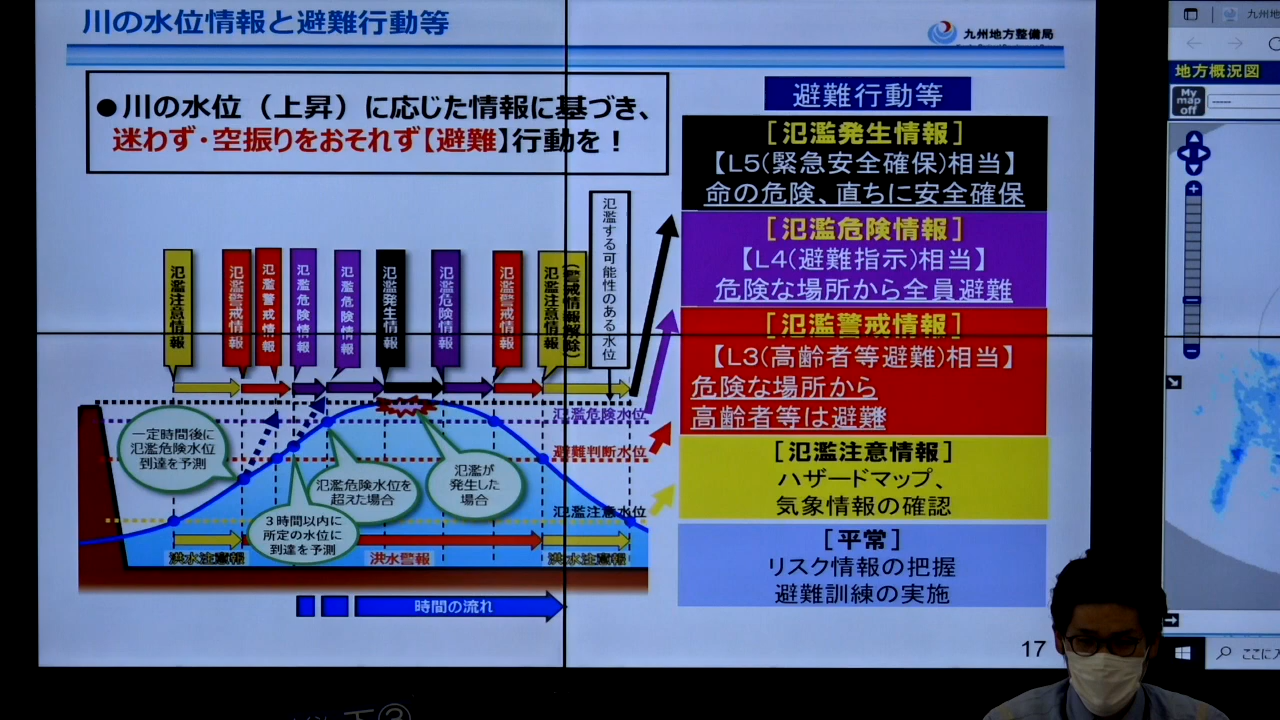 川の水位情報と避難行動等
九州地方整備局
●川の水位（上昇）に応じた情報に基づき、
迷わず・空振りをおそれず【避難】行動を！
避難行動等
［氾濫発生情報］
【L5(緊急安全確保)相当】
命の危険、直ちに安全確保
［氾濫危険情報］
【L4(避難指示)相当】
危険な場所から全員避難
［氾濫警戒情報］
【L3(高齢者等避難)相当】
危険な場所から
高齢者等は避難
［氾濫注意情報］
ハザードマップ、
気象情報の確認
［平常］
リスク情報の把握
避難訓練の実施
氾濫注意情報
氾濫警戒情報
氾濫警戒情報
氾濫危険情報
氾濫危険情報
氾濫発生情報
氾濫危険情報
氾濫警戒情報
氾濫注意情報
(警戒情報解除)
氾濫する可能性のある水位
氾濫危険水位
避難判断水位
氾濫注意水位
一定時間後に
氾濫危険水位
到達を予測
氾濫危険水位を
超えた場合
氾濫が
発生した
場合
３時間以内に
所定の水位に
到達を予測
洪水注意報
洪水警報
洪水注意報
時間の流れ
17
九州地
地方概況図
My
map
off
ここに入